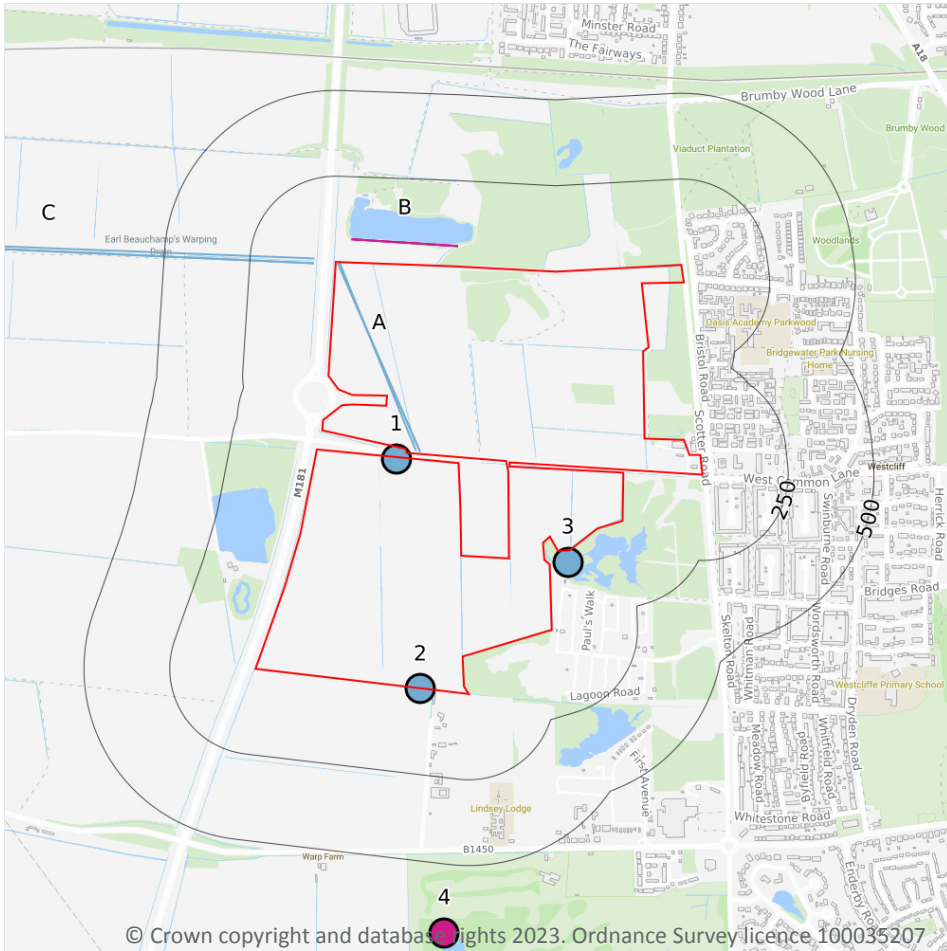 Minster Road
The Fairways
A18
Brumby Wood Lane
Brumby Wood
Viaduct Plantation
C
B
Earl Beauchamp's Warping
Drain
Woodlands
A
Oasis Academy Parkwood
Bristol Road
Bridgewater Park Nursing
Home
1
Scotter Road
West Common Lane
Westcliff
M181
250
500
Swinburne Road
Herrick Road
3
Bridges Road
Paul's Walk
Skelton Road
Whitman Road
Wordsworth Road
2
Westcliffe Primary School
Lagoon Road
Dryden Road
First Avenue
Meadow Road
Byfield Road
Whitfield Road
Lindsey Lodge
Whitestone Road
B1450
Warp Farm
Enderby Road
4
© Crown copyright and database rights 2023. Ordnance Survey licence 100035207